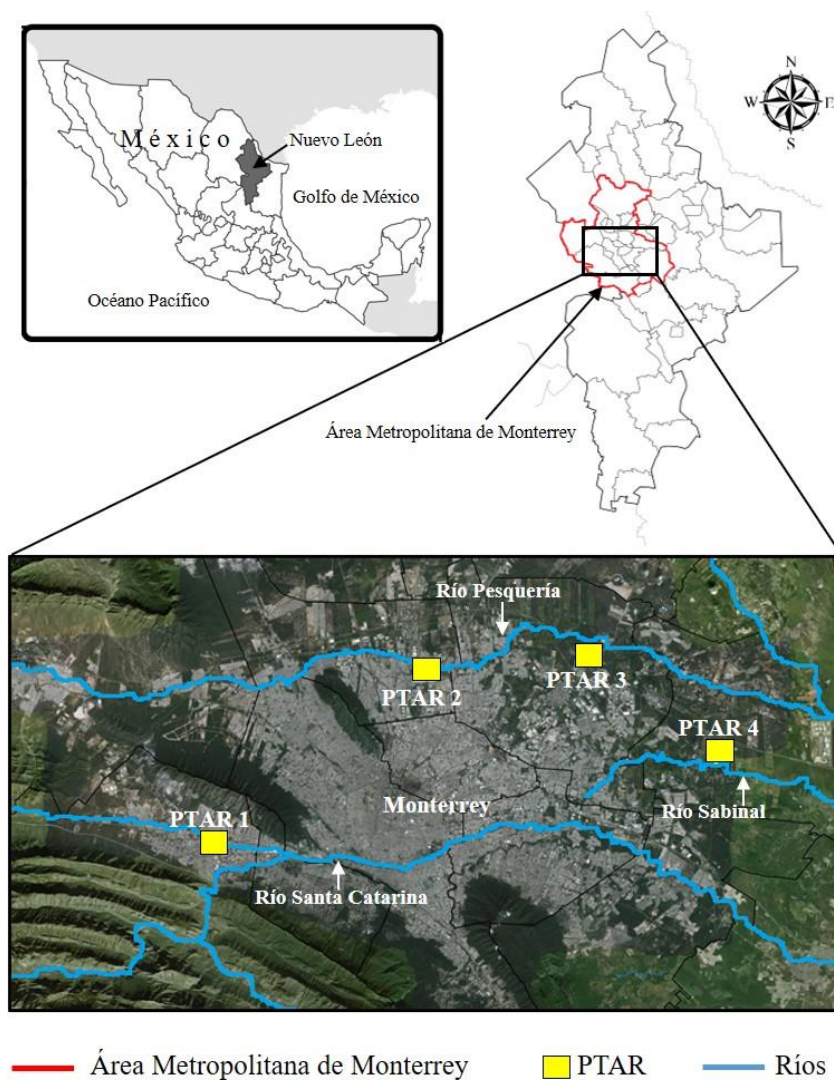 México
Nuevo León
Golfo de México
Océano Pacífico
N
W
E
S
Área Metropolitana de Monterrey
Río Pesquería
PTAR 2
PTAR 3
PTAR 4
Monterrey
Río Sabinal
PTAR 1
Río Santa Catarina
Área Metropolitana de Monterrey
PTAR
Ríos